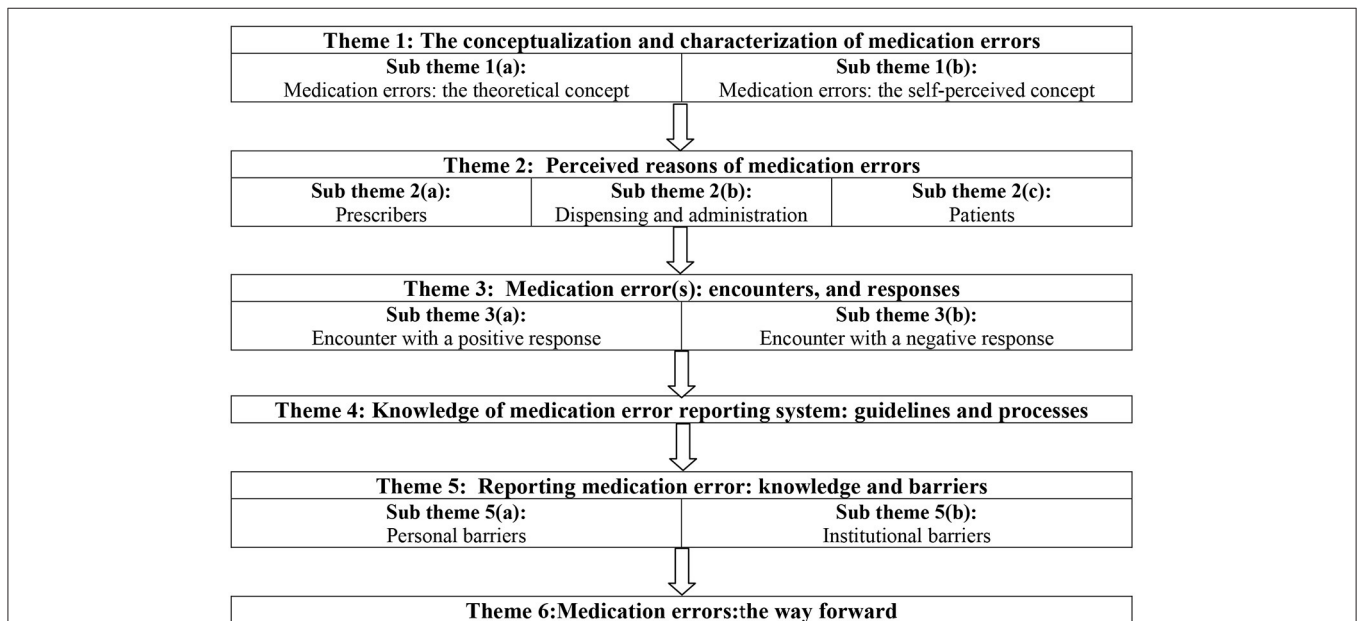 Theme 1: The conceptualization and characterization of medication errors
Sub theme 1(a):
Medication errors: the theoretical concept
Sub theme 1(b):
Medication errors: the self-perceived concept
Theme 2: Perceived reasons of medication errors
Sub theme 2(a):
Prescribers
Sub theme 2(b):
Dispensing and administration
Sub theme 2(c):
Patients
Theme 3: Medication error(s): encounters, and responses
Sub theme 3(a):
Encounter with a positive response
Sub theme 3(b):
Encounter with a negative response
Theme 4: Knowledge of medication error reporting system: guidelines and processes
Theme 5: Reporting medication error: knowledge and barriers
Sub theme 5(a):
Personal barriers
Sub theme 5(b):
Institutional barriers
Theme 6:Medication errors:the way forward